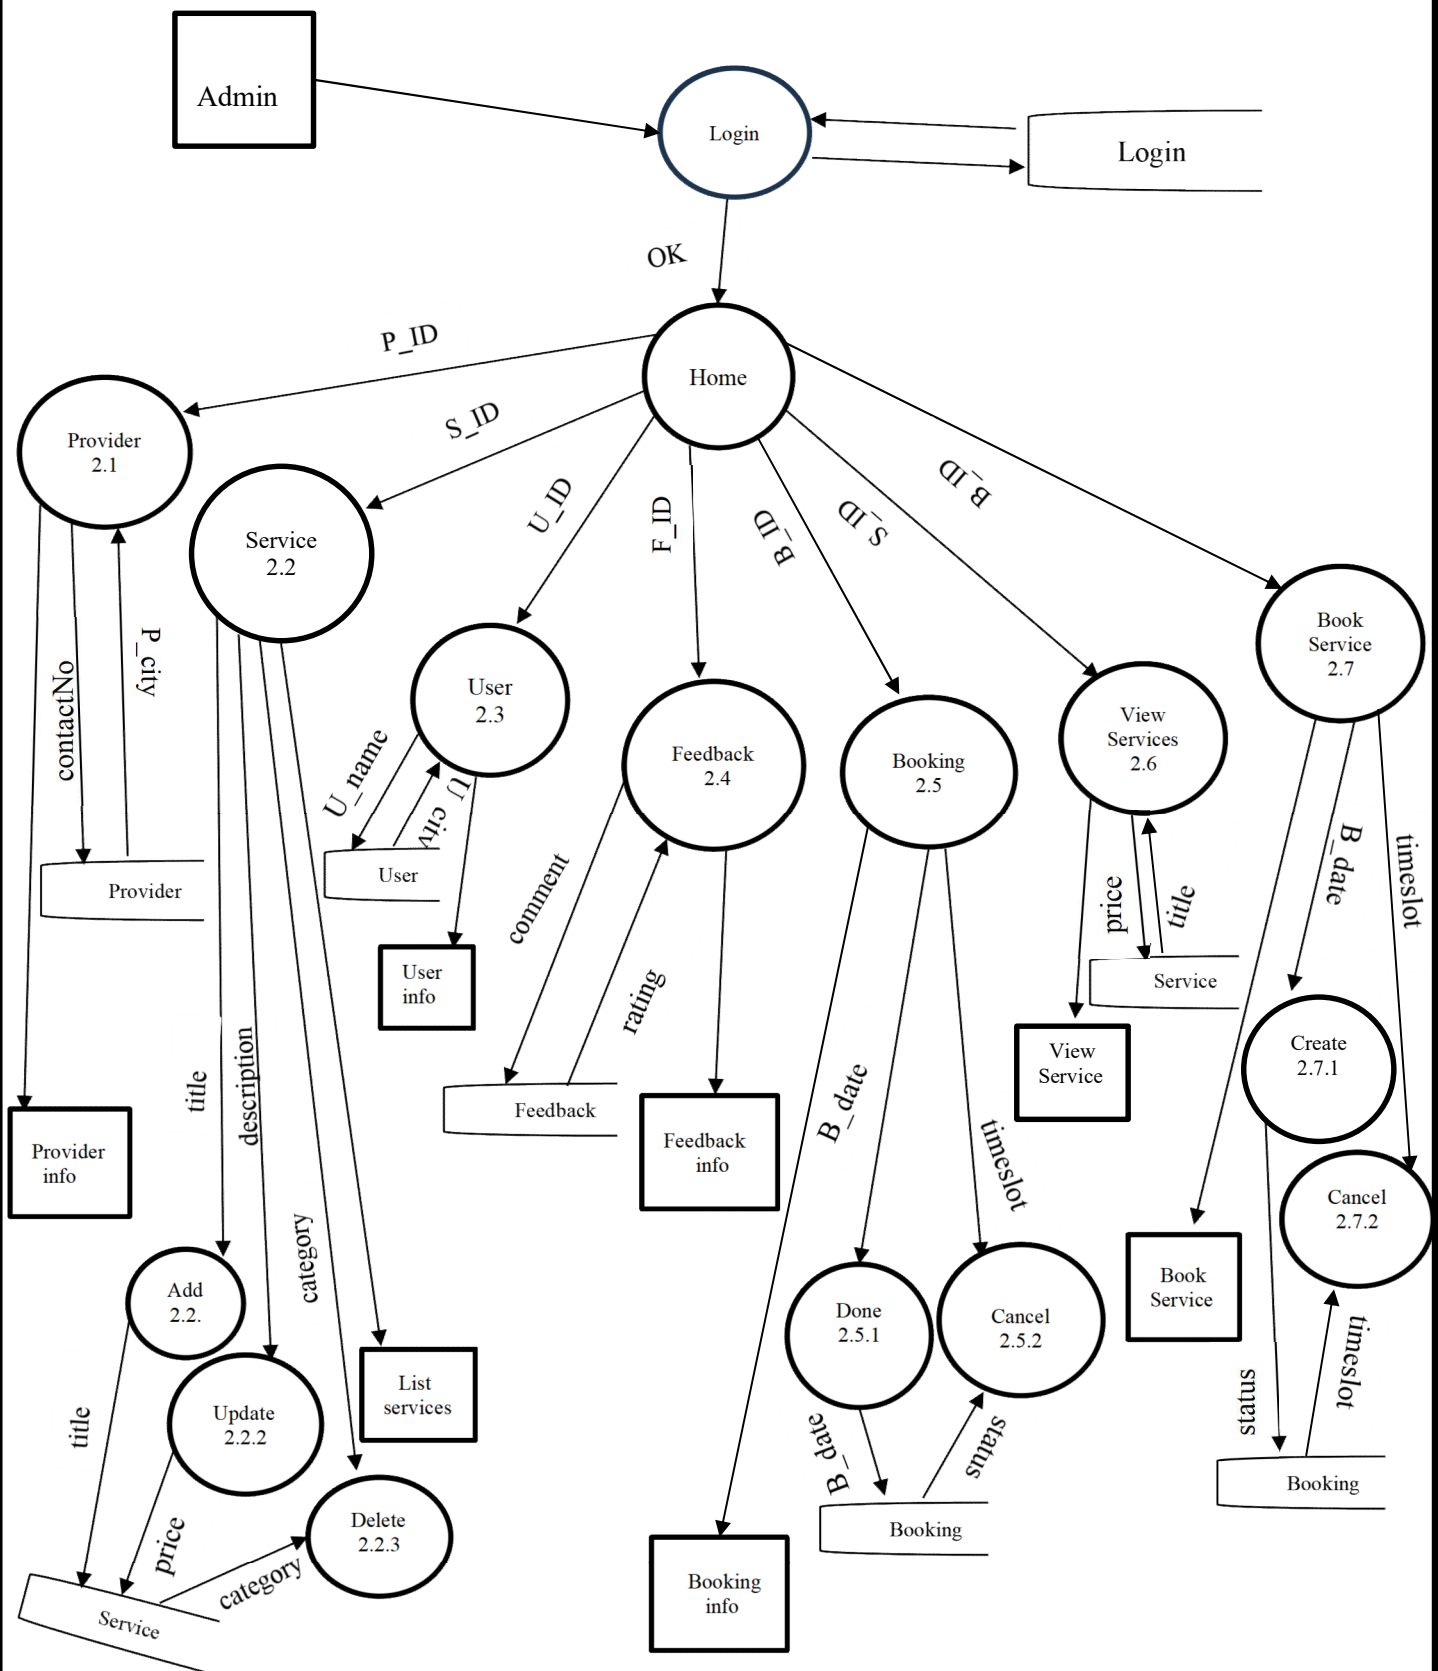 Admin
Login
Login
OK
P_ID
Home
S_ID
U_ID
F_ID
B_ID
S_ID
B_ID
Provider
2.1
Service
2.2
User
2.3
Feedback
2.4
Booking
2.5
View
Services
2.6
Book
Service
2.7
contactNo
P_city
U_name
U_city
comment
rating
price
title
B_date
timeslot
Provider
User
User
info
Service
View
Service
Create
2.7.1
Feedback
Feedback
info
B_date
timeslot
title
description
category
Provider
info
Cancel
2.7.2
Book
Service
Add
2.2.
Update
2.2.2
List
services
Delete
2.2.3
Done
2.5.1
Cancel
2.5.2
title
price
category
Service
B_date
status
Booking
Booking
info
status
timeslot
Booking